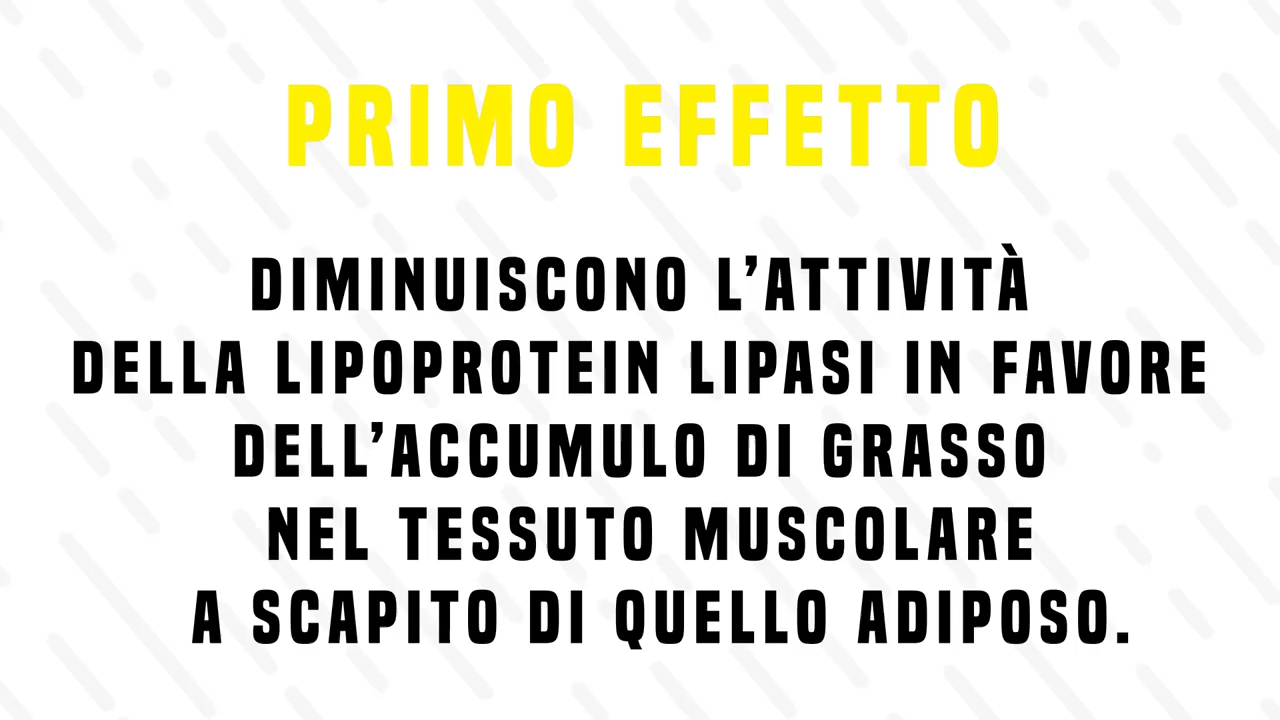 PRIMO EFFETTO
DIMINUISCONO L'ATTIVITÀ
DELLA LIPOPROTEIN LIPASI IN FAVORE
DELL'ACCUMULO DI GRASSO
NEL TESSUTO MUSCOLARE
A SCAPITO DI QUELLO ADIPOSO.